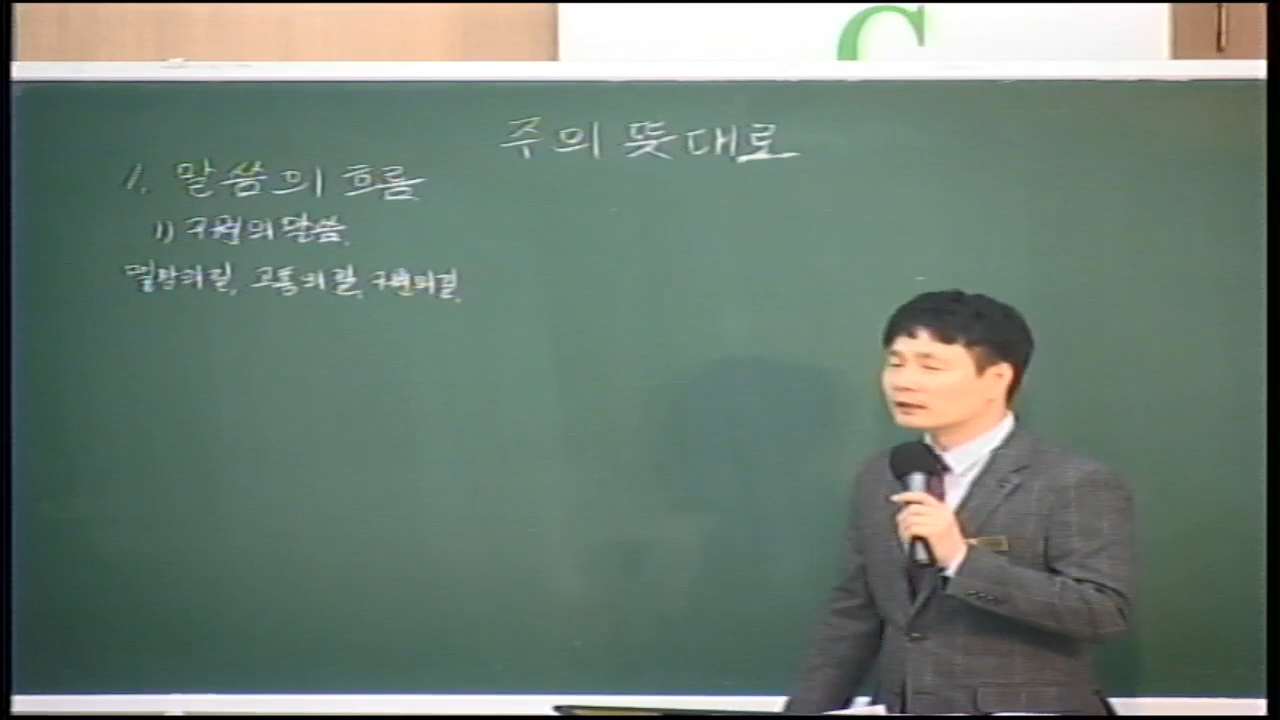 C
주의 뜻대로
1. 말씀의 흐름
1) 구원의 말씀.
멸망의 길, 고통의 길, 구원의 길.